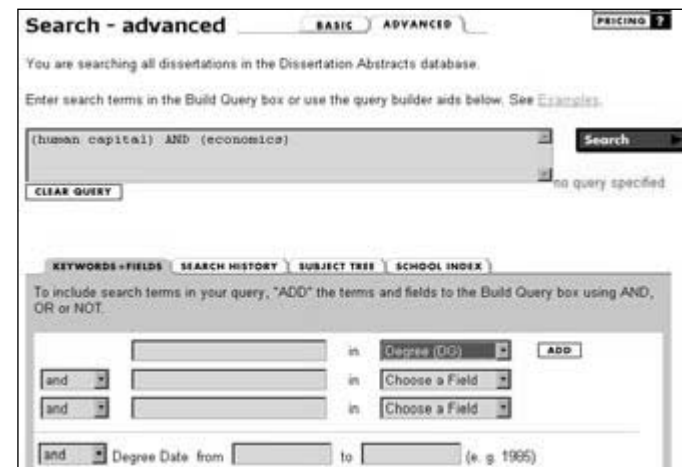 Search - advanced BASIC ADVANCED PRICING ?
You are searching all dissertations in the Dissertation Abstracts database.
Enter search terms in the Build Query box or use the query builder aids below. See Examples.
(human capital) AND (economics) Search
no query specified
CLEAR QUERY
KEYWORDS+FIELDS SEARCH HISTORY SUBJECT TREE SCHOOL INDEX
To include search terms in your query, "ADD" the terms and fields to the Build Query box using AND,
OR or NOT.
in Degree (DG) ADD
and in Choose a Field
and in Choose a Field
and Degree Date from to (e. g. 1985)